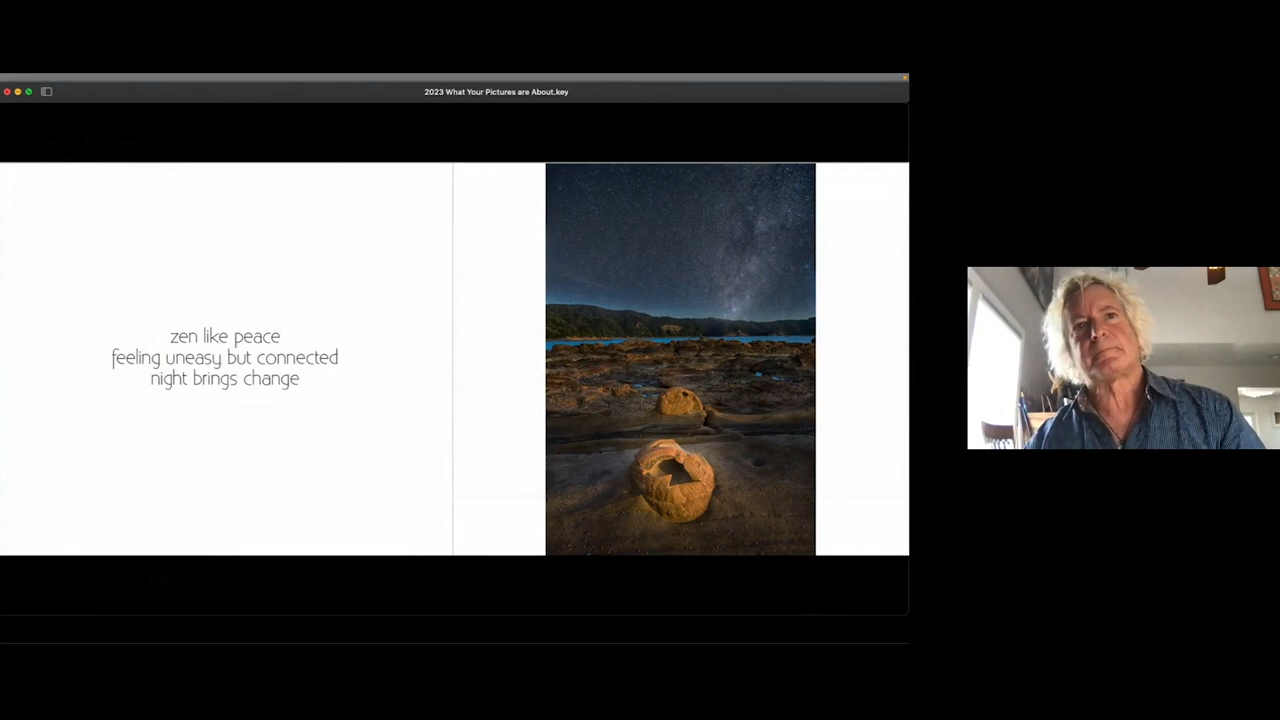 2023 What Your Pictures are About.key
zen like peace
feeling uneasy but connected
night brings change